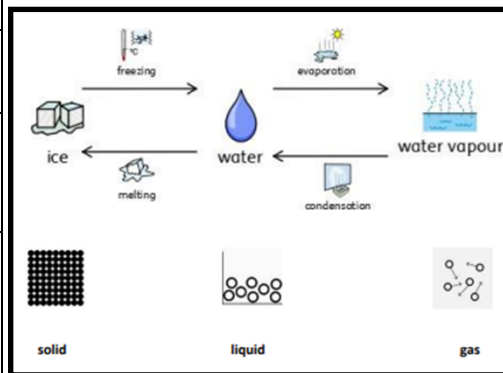 °C
freezing
evaporation
ice
water
water vapour
melting
condensation
solid
liquid
gas